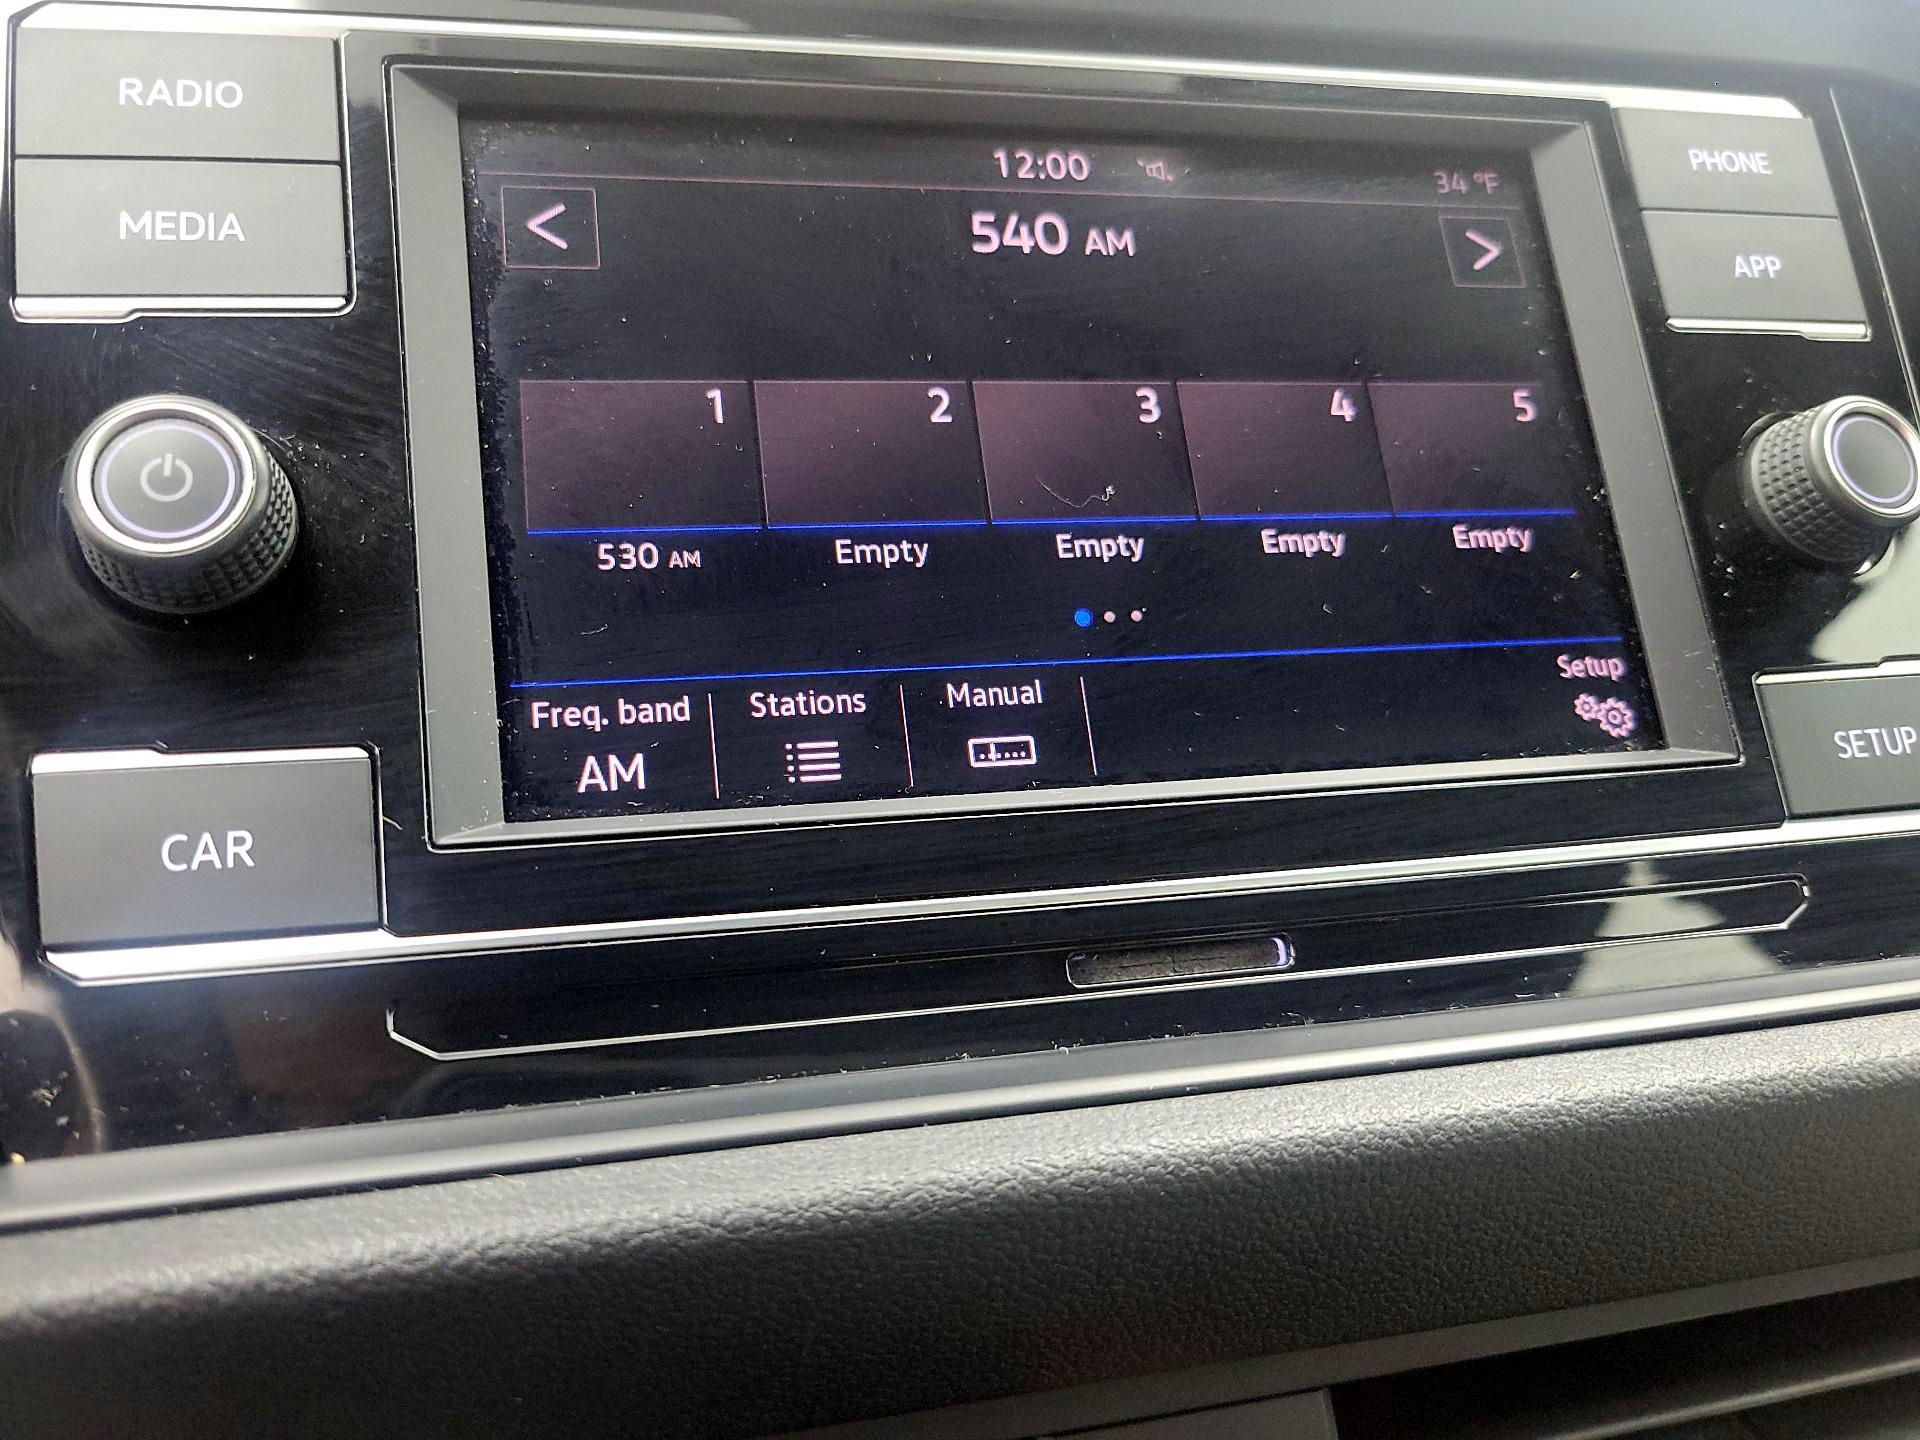 RADIO
MEDIA
CAR
12:00
34 °F
<
540 AM
>
1
2
3
4
5
530 AM
Empty
Empty
Empty
Empty
Freq. band
AM
Stations
Manual
Setup
PHONE
APP
SETUP